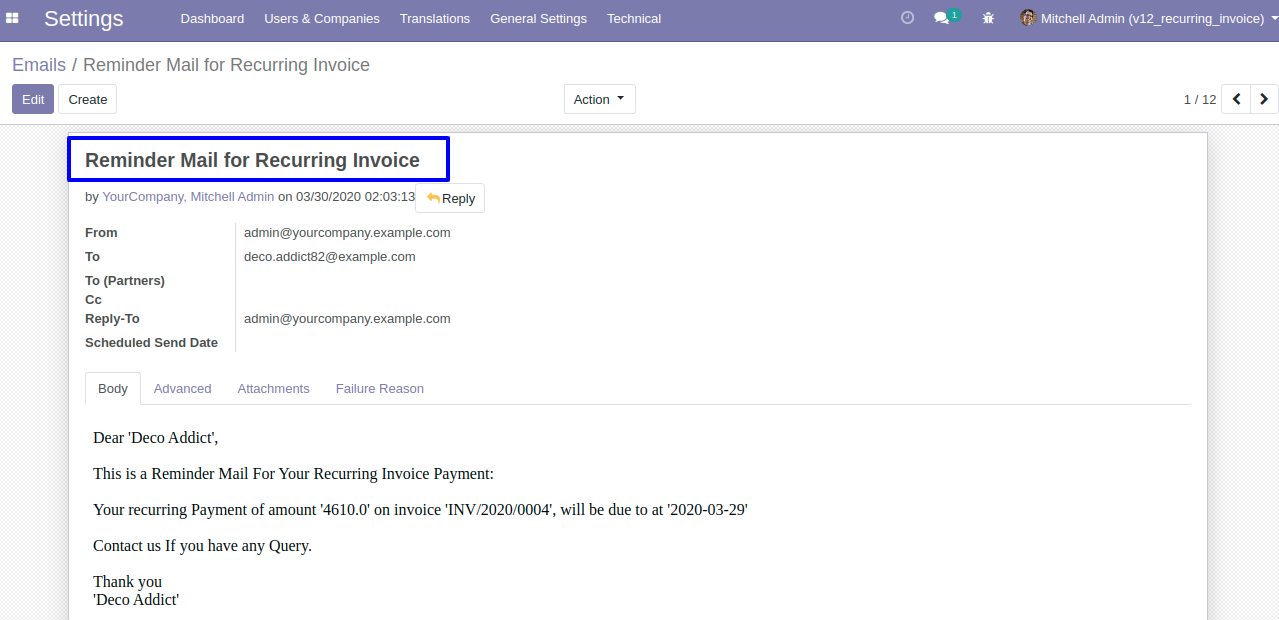 Settings Dashboard Users & Companies Translations General Settings Technical 1 Mitchell Admin (v12_recurring_invoice)
Emails / Reminder Mail for Recurring Invoice
Edit Create Action 1 / 12
Reminder Mail for Recurring Invoice
by YourCompany, Mitchell Admin on 03/30/2020 02:03:13 Reply
From admin@yourcompany.example.com
To deco.addict82@example.com
To (Partners)
Cc
Reply-To admin@yourcompany.example.com
Scheduled Send Date
Body Advanced Attachments Failure Reason
Dear 'Deco Addict',
This is a Reminder Mail For Your Recurring Invoice Payment:
Your recurring Payment of amount '4610.0' on invoice 'INV/2020/0004', will be due to at '2020-03-29'
Contact us If you have any Query.
Thank you
'Deco Addict'